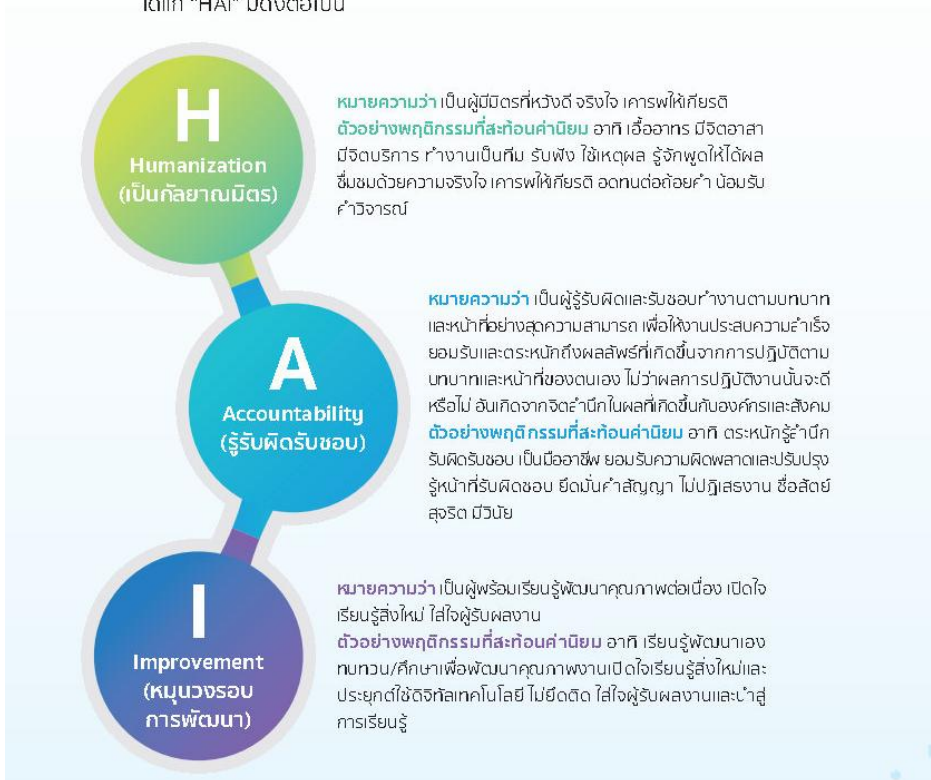 ได้แก่ "HAI" มีดังต่อไปนี้
H
Humanization
(เป็นกัลยาณมิตร)
หมายความว่า เป็นผู้มีมิตรที่หวังดี จริงใจ เคารพให้เกียรติ
ตัวอย่างพฤติกรรมที่สะท้อนค่านิยม อาทิ เอื้ออาทร มีจิตอาสา
มีจิตบริการ ทำงานเป็นทีม รับฟัง ใช้เหตุผล รู้จักพูดให้ได้ผล
ชื่นชมด้วยความจริงใจ เคารพให้เกียรติ อดทนต่อถ้อยคำ น้อมรับ
คำวิจารณ์
A
Accountability
(รู้รับผิดรับชอบ)
หมายความว่า เป็นผู้รู้รับผิดและรับชอบทำงานตามบทบาท
และหน้าที่อย่างสุดความสามารถ เพื่อให้งานประสบความสำเร็จ
ยอมรับและตระหนักถึงผลลัพธ์ที่เกิดขึ้นจากการปฏิบัติตาม
บทบาทและหน้าที่ของตนเอง ไม่ว่าผลการปฏิบัติงานนั้นจะดี
หรือไม่ อันเกิดจากจิตสำนึกในผลที่เกิดขึ้นกับองค์กรและสังคม
ตัวอย่างพฤติกรรมที่สะท้อนค่านิยม อาทิ ตระหนักรู้สำนึก
รับผิดรับชอบ เป็นมืออาชีพ ยอมรับความผิดพลาดและปรับปรุง
รู้หน้าที่รับผิดชอบ ยึดมั่นคำสัญญา ไม่ปฏิเสธงาน ซื่อสัตย์
สุจริต มีวินัย
I
Improvement
(หมุนวงรอบ
การพัฒนา)
หมายความว่า เป็นผู้พร้อมเรียนรู้พัฒนาคุณภาพต่อเนื่อง เปิดใจ
เรียนรู้สิ่งใหม่ ใส่ใจผู้รับผลงาน
ตัวอย่างพฤติกรรมที่สะท้อนค่านิยม อาทิ เรียนรู้พัฒนาเอง
ทบทวน/ศึกษาเพื่อพัฒนาคุณภาพงานเปิดใจเรียนรู้สิ่งใหม่และ
ประยุกต์ใช้ดิจิทัลเทคโนโลยี ไม่ยึดติด ใส่ใจผู้รับผลงานและนำสู่
การเรียนรู้